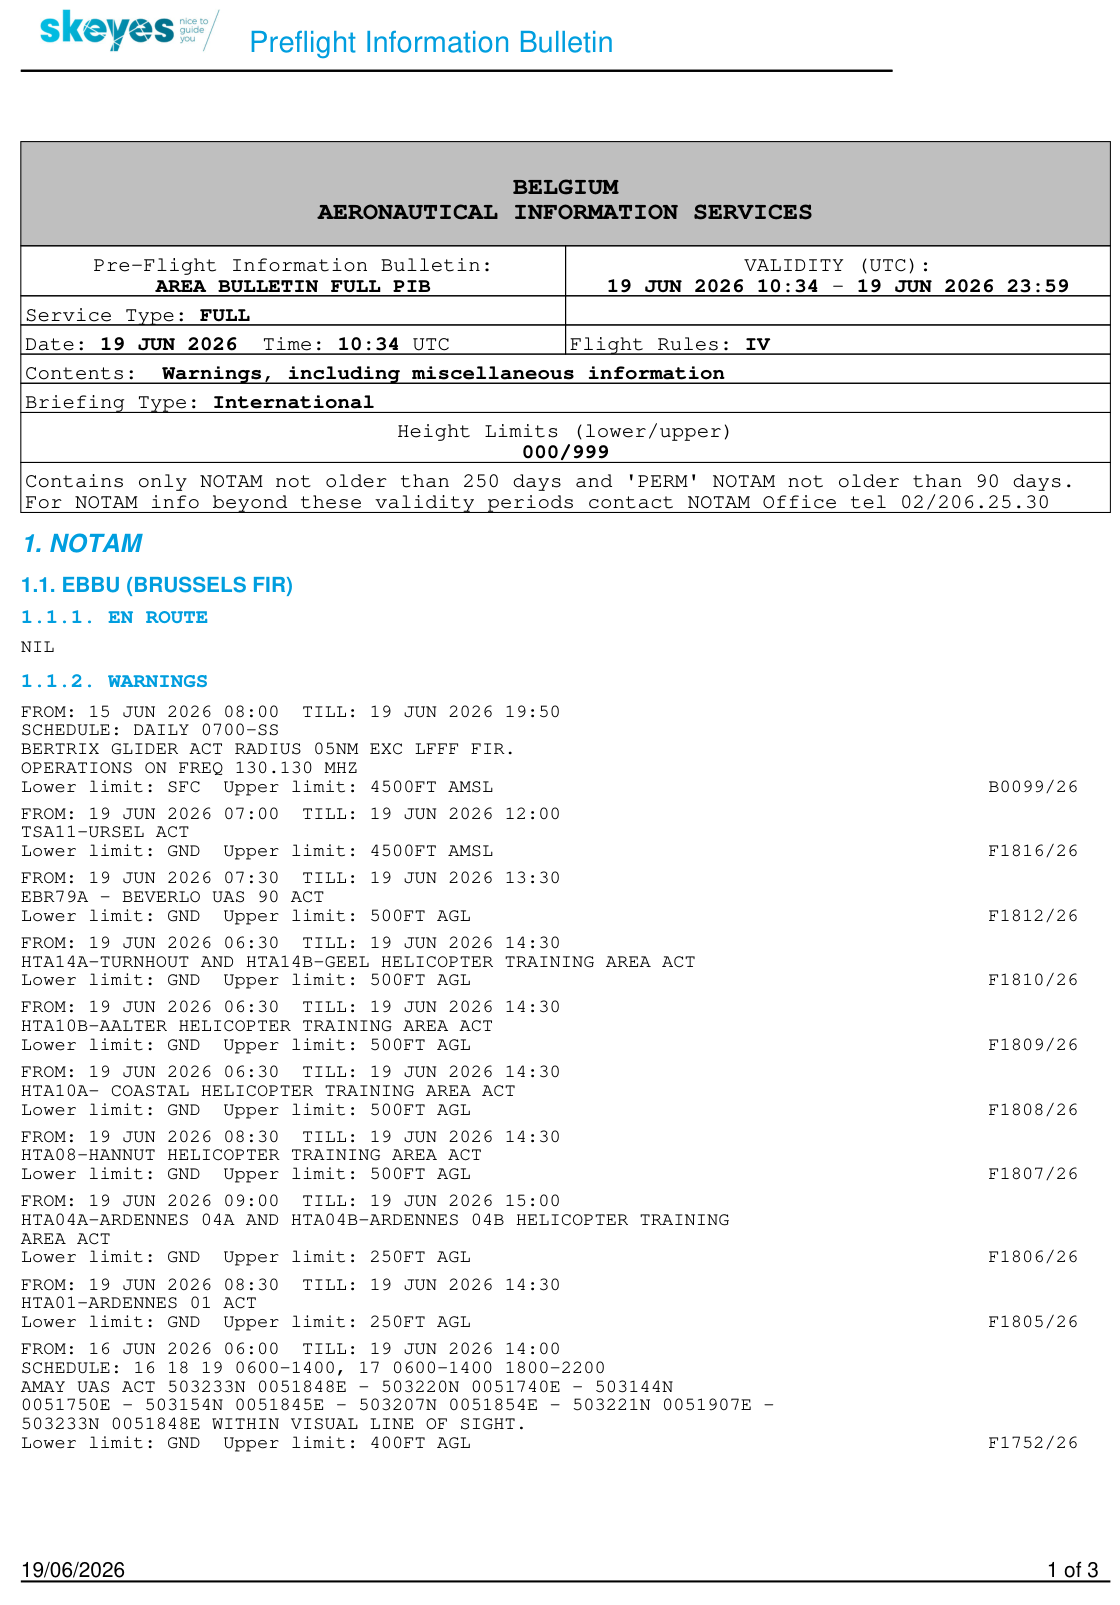 skeyes nice to guide you
Preflight Information Bulletin
BELGIUM
AERONAUTICAL INFORMATION SERVICES
Pre-Flight Information Bulletin:
AREA BULLETIN FULL PIB
VALIDITY (UTC):
19 JUN 2026 10:34 - 19 JUN 2026 23:59
Service Type: FULL
Date: 19 JUN 2026  Time: 10:34 UTC
Flight Rules: IV
Contents:  Warnings, including miscellaneous information
Briefing Type: International
Height Limits (lower/upper)
000/999
Contains only NOTAM not older than 250 days and 'PERM' NOTAM not older than 90 days.
For NOTAM info beyond these validity periods contact NOTAM Office tel 02/206.25.30
1. NOTAM
1.1. EBBU (BRUSSELS FIR)
1.1.1. EN ROUTE
NIL
1.1.2. WARNINGS
FROM: 15 JUN 2026 08:00  TILL: 19 JUN 2026 19:50
SCHEDULE: DAILY 0700-SS
BERTRIX GLIDER ACT RADIUS 05NM EXC LFFF FIR.
OPERATIONS ON FREQ 130.130 MHZ
Lower limit: SFC  Upper limit: 4500FT AMSL B0099/26
FROM: 19 JUN 2026 07:00  TILL: 19 JUN 2026 12:00
TSA11-URSEL ACT
Lower limit: GND  Upper limit: 4500FT AMSL F1816/26
FROM: 19 JUN 2026 07:30  TILL: 19 JUN 2026 13:30
EBR79A - BEVERLO UAS 90 ACT
Lower limit: GND  Upper limit: 500FT AGL F1812/26
FROM: 19 JUN 2026 06:30  TILL: 19 JUN 2026 14:30
HTA14A-TURNHOUT AND HTA14B-GEEL HELICOPTER TRAINING AREA ACT
Lower limit: GND  Upper limit: 500FT AGL F1810/26
FROM: 19 JUN 2026 06:30  TILL: 19 JUN 2026 14:30
HTA10B-AALTER HELICOPTER TRAINING AREA ACT
Lower limit: GND  Upper limit: 500FT AGL F1809/26
FROM: 19 JUN 2026 06:30  TILL: 19 JUN 2026 14:30
HTA10A- COASTAL HELICOPTER TRAINING AREA ACT
Lower limit: GND  Upper limit: 500FT AGL F1808/26
FROM: 19 JUN 2026 08:30  TILL: 19 JUN 2026 14:30
HTA08-HANNUT HELICOPTER TRAINING AREA ACT
Lower limit: GND  Upper limit: 500FT AGL F1807/26
FROM: 19 JUN 2026 09:00  TILL: 19 JUN 2026 15:00
HTA04A-ARDENNES 04A AND HTA04B-ARDENNES 04B HELICOPTER TRAINING
AREA ACT
Lower limit: GND  Upper limit: 250FT AGL F1806/26
FROM: 19 JUN 2026 08:30  TILL: 19 JUN 2026 14:30
HTA01-ARDENNES 01 ACT
Lower limit: GND  Upper limit: 250FT AGL F1805/26
FROM: 16 JUN 2026 06:00  TILL: 19 JUN 2026 14:00
SCHEDULE: 16 18 19 0600-1400, 17 0600-1400 1800-2200
AMAY UAS ACT 503233N 0051848E - 503220N 0051740E - 503144N
0051750E - 503154N 0051845E - 503207N 0051854E - 503221N 0051907E -
503233N 0051848E WITHIN VISUAL LINE OF SIGHT.
Lower limit: GND  Upper limit: 400FT AGL F1752/26
19/06/2026 1 of 3